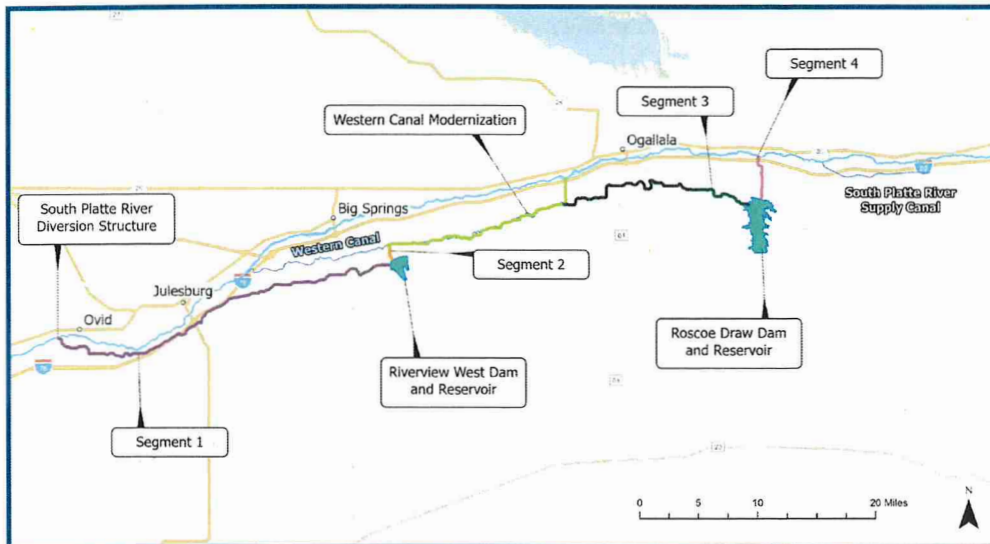 Segment 4
Segment 3
Western Canal Modernization
Ogallala
South Platte River
Diversion Structure
Big Springs
South Platte River
Supply Canal
Western Canal
61
Segment 2
Julesburg
Ovid
Roscoe Draw Dam
and Reservoir
Riverview West Dam
and Reservoir
Segment 1
23
N
0 5 10 20 Miles